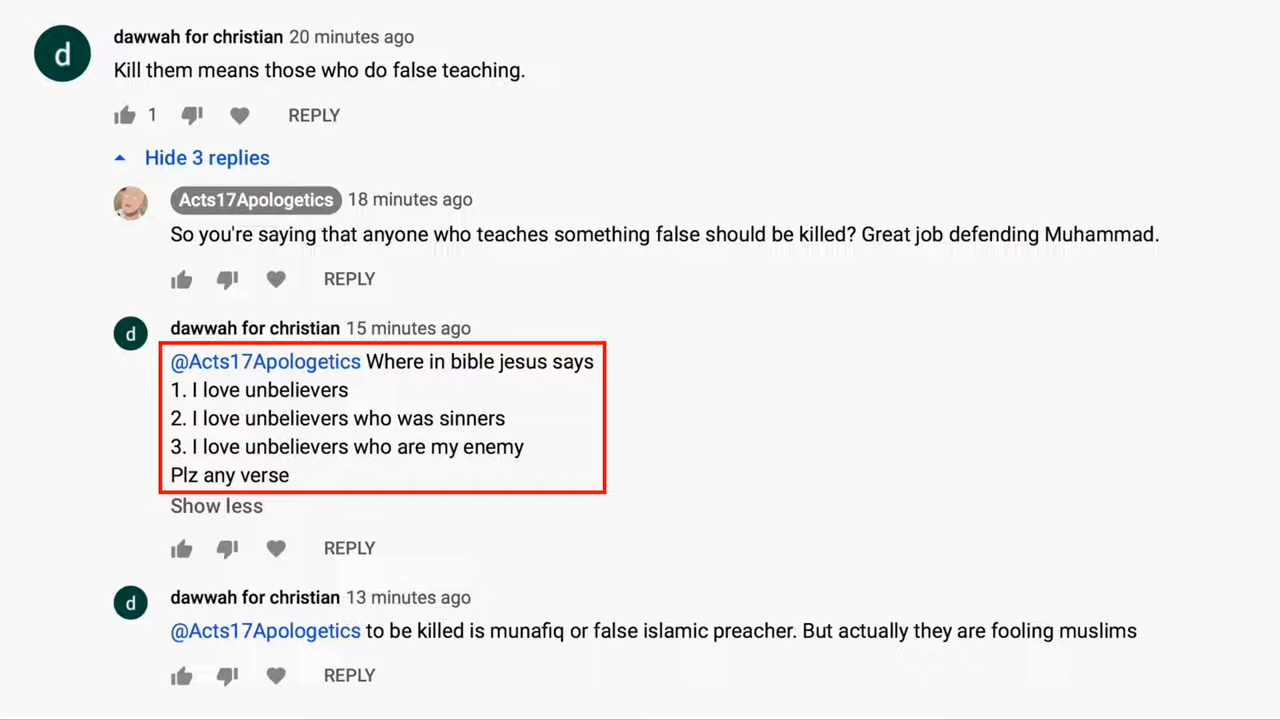 d
dawwah for christian 20 minutes ago
Kill them means those who do false teaching.
1 REPLY
Hide 3 replies
Acts17Apologetics 18 minutes ago
So you're saying that anyone who teaches something false should be killed? Great job defending Muhammad.
REPLY
d
dawwah for christian 15 minutes ago
@Acts17Apologetics Where in bible jesus says
1. I love unbelievers
2. I love unbelievers who was sinners
3. I love unbelievers who are my enemy
Plz any verse
Show less
REPLY
d
dawwah for christian 13 minutes ago
@Acts17Apologetics to be killed is munafiq or false islamic preacher. But actually they are fooling muslims
REPLY